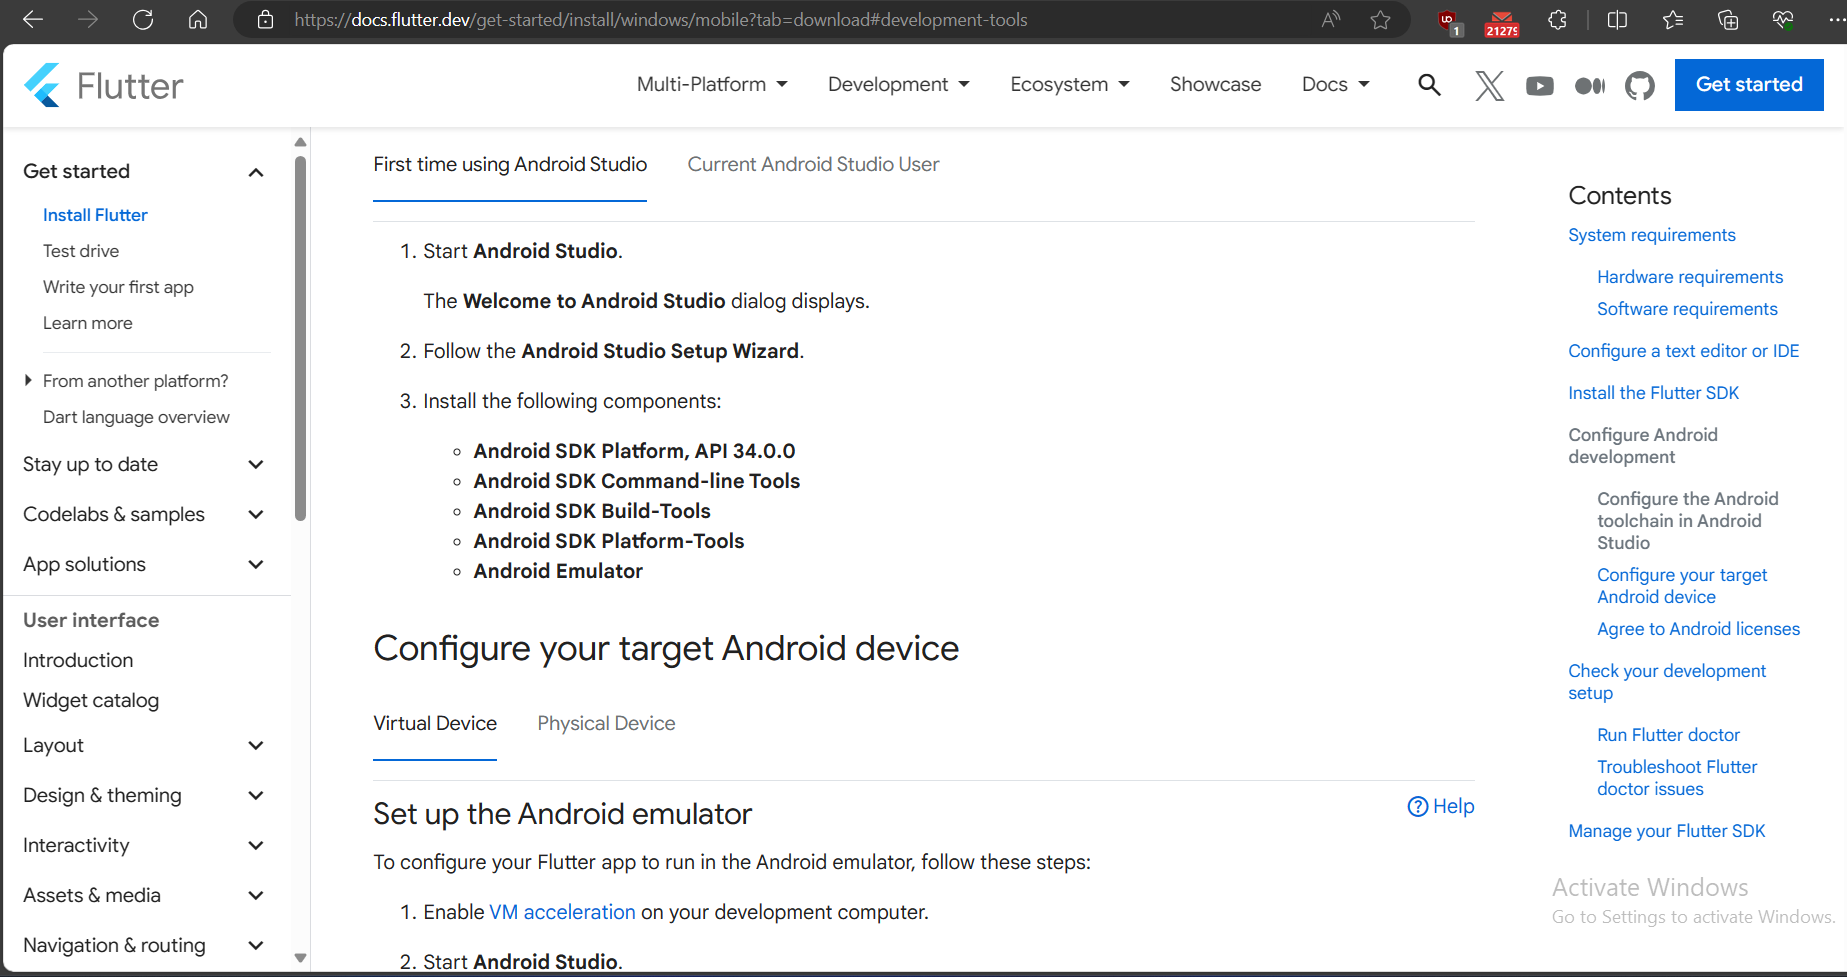 https://docs.flutter.dev/get-started/install/windows/mobile?tab=download#development-tools
1
21279
Flutter
Multi-Platform
Development
Ecosystem
Showcase
Docs
Get started
Get started
Install Flutter
Test drive
Write your first app
Learn more
From another platform?
Dart language overview
Stay up to date
Codelabs & samples
App solutions
User interface
Introduction
Widget catalog
Layout
Design & theming
Interactivity
Assets & media
Navigation & routing
First time using Android Studio
Current Android Studio User
1. Start Android Studio.
The Welcome to Android Studio dialog displays.
2. Follow the Android Studio Setup Wizard.
3. Install the following components:
Android SDK Platform, API 34.0.0
Android SDK Command-line Tools
Android SDK Build-Tools
Android SDK Platform-Tools
Android Emulator
Configure your target Android device
Virtual Device
Physical Device
Set up the Android emulator
Help
To configure your Flutter app to run in the Android emulator, follow these steps:
1. Enable VM acceleration on your development computer.
2. Start Android Studio.
Contents
System requirements
Hardware requirements
Software requirements
Configure a text editor or IDE
Install the Flutter SDK
Configure Android
development
Configure the Android
toolchain in Android
Studio
Configure your target
Android device
Agree to Android licenses
Check your development
setup
Run Flutter doctor
Troubleshoot Flutter
doctor issues
Manage your Flutter SDK
Activate Windows
Go to Settings to activate Windows.